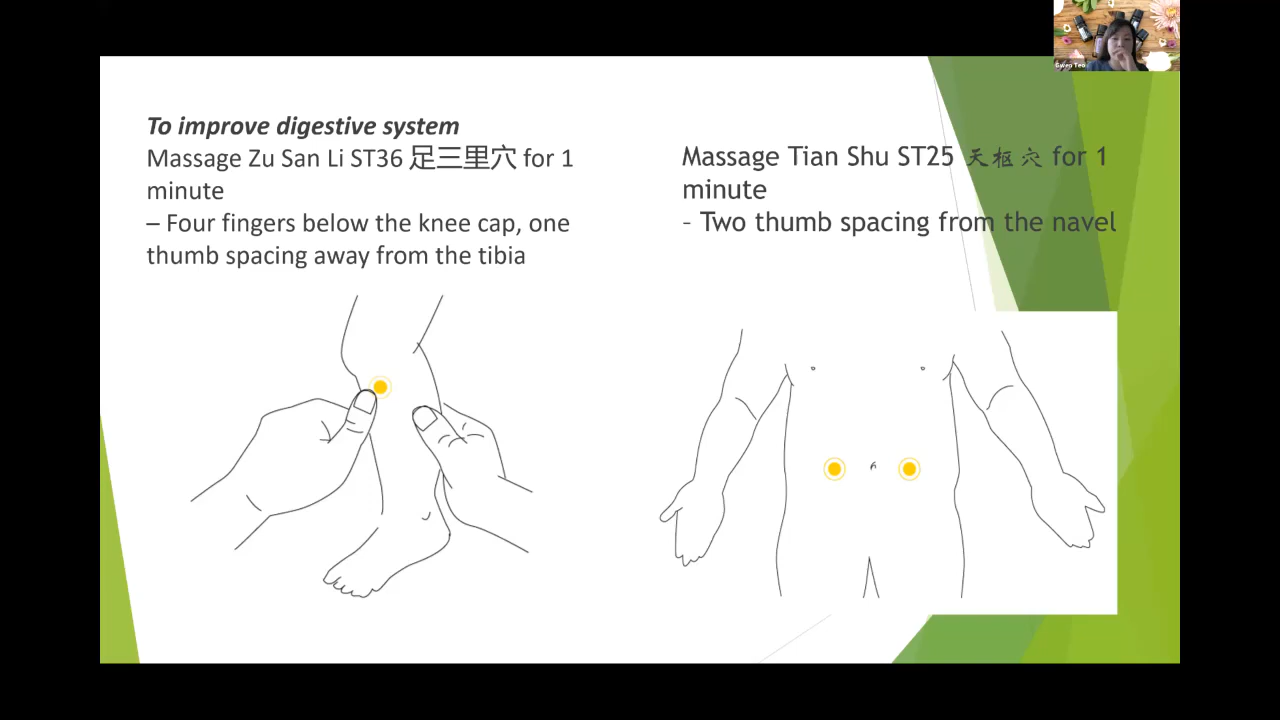 To improve digestive system
Massage Zu San Li ST36 足三里穴 for 1
minute
– Four fingers below the knee cap, one
thumb spacing away from the tibia
Massage Tian Shu ST25 天枢穴 for 1
minute
- Two thumb spacing from the navel
Gwen Teo